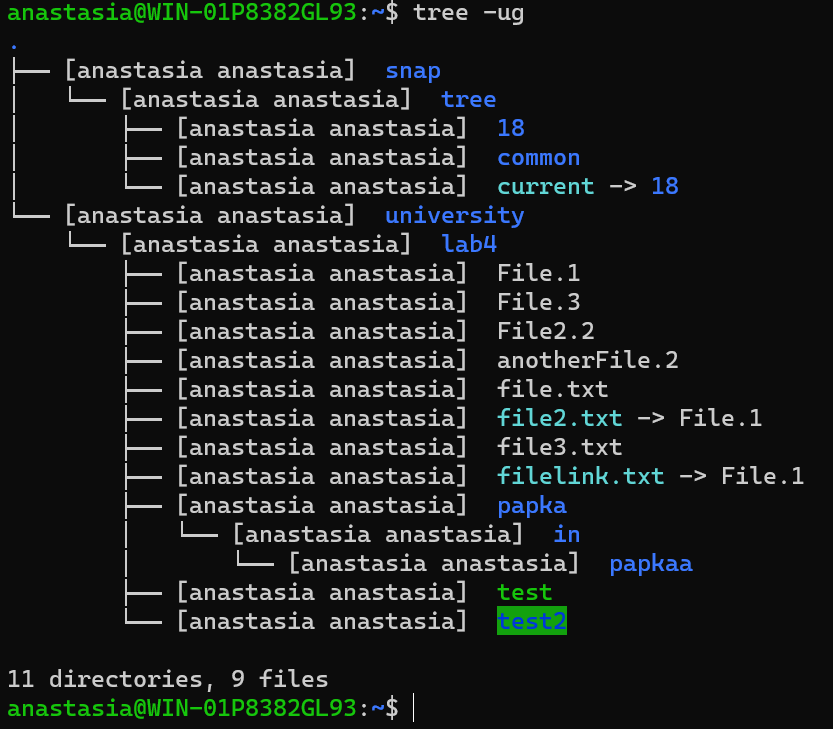 anastasia@WIN-01P8382GL93:~$ tree -ug
.
├── [anastasia anastasia]  snap
│   └── [anastasia anastasia]  tree
│       ├── [anastasia anastasia]  18
│       ├── [anastasia anastasia]  common
│       └── [anastasia anastasia]  current -> 18
└── [anastasia anastasia]  university
    └── [anastasia anastasia]  lab4
        ├── [anastasia anastasia]  File.1
        ├── [anastasia anastasia]  File.3
        ├── [anastasia anastasia]  File2.2
        ├── [anastasia anastasia]  anotherFile.2
        ├── [anastasia anastasia]  file.txt
        ├── [anastasia anastasia]  file2.txt -> File.1
        ├── [anastasia anastasia]  file3.txt
        ├── [anastasia anastasia]  filelink.txt -> File.1
        ├── [anastasia anastasia]  papka
        │   └── [anastasia anastasia]  in
        │       └── [anastasia anastasia]  papkaa
        ├── [anastasia anastasia]  test
        └── [anastasia anastasia]  test2

11 directories, 9 files
anastasia@WIN-01P8382GL93:~$